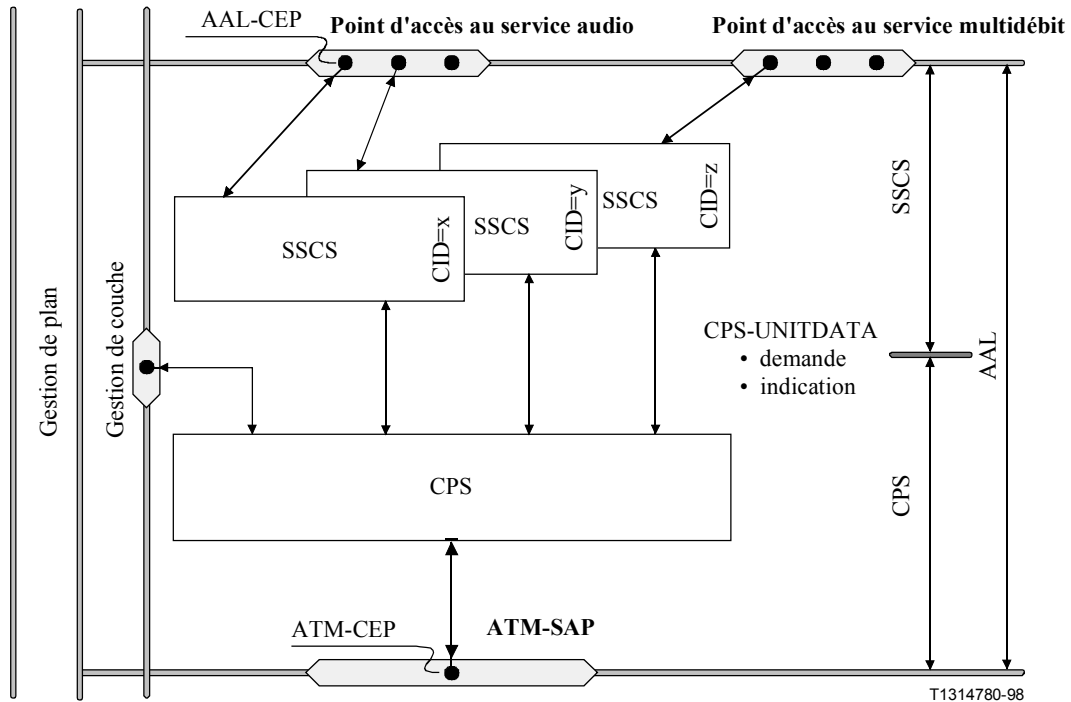 AAL-CEP
Point d'accès au service audio
Point d'accès au service multidébit
SSCS
CID=x
SSCS
CID=y
SSCS
CID=z
SSCS
CPS
AAL
Gestion de plan
Gestion de couche
CPS-UNITDATA
• demande
• indication
CPS
ATM-CEP
ATM-SAP
T1314780-98